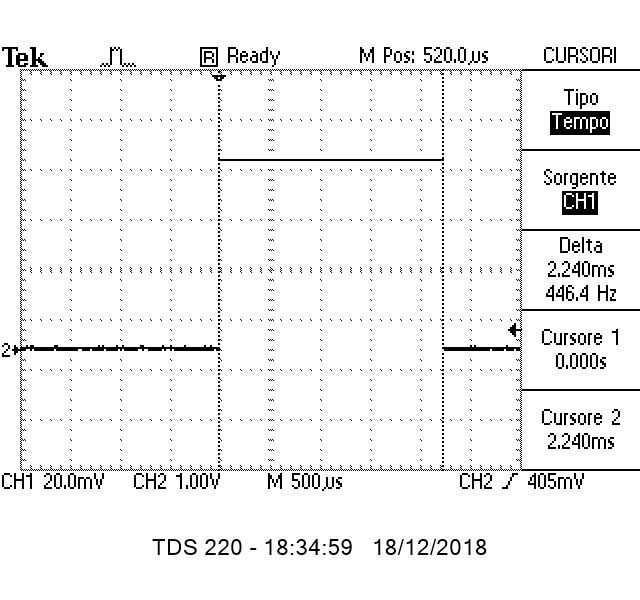 Tek R Ready M Pos: 520.0µs CURSORI
Tipo
Tempo
Sorgente
CH1
Delta
2.240ms
446.4 Hz
Cursore 1
0.000s
Cursore 2
2.240ms
2
CH1 20.0mV CH2 1.00V M 500µs CH2 405mV
TDS 220 - 18:34:59 18/12/2018